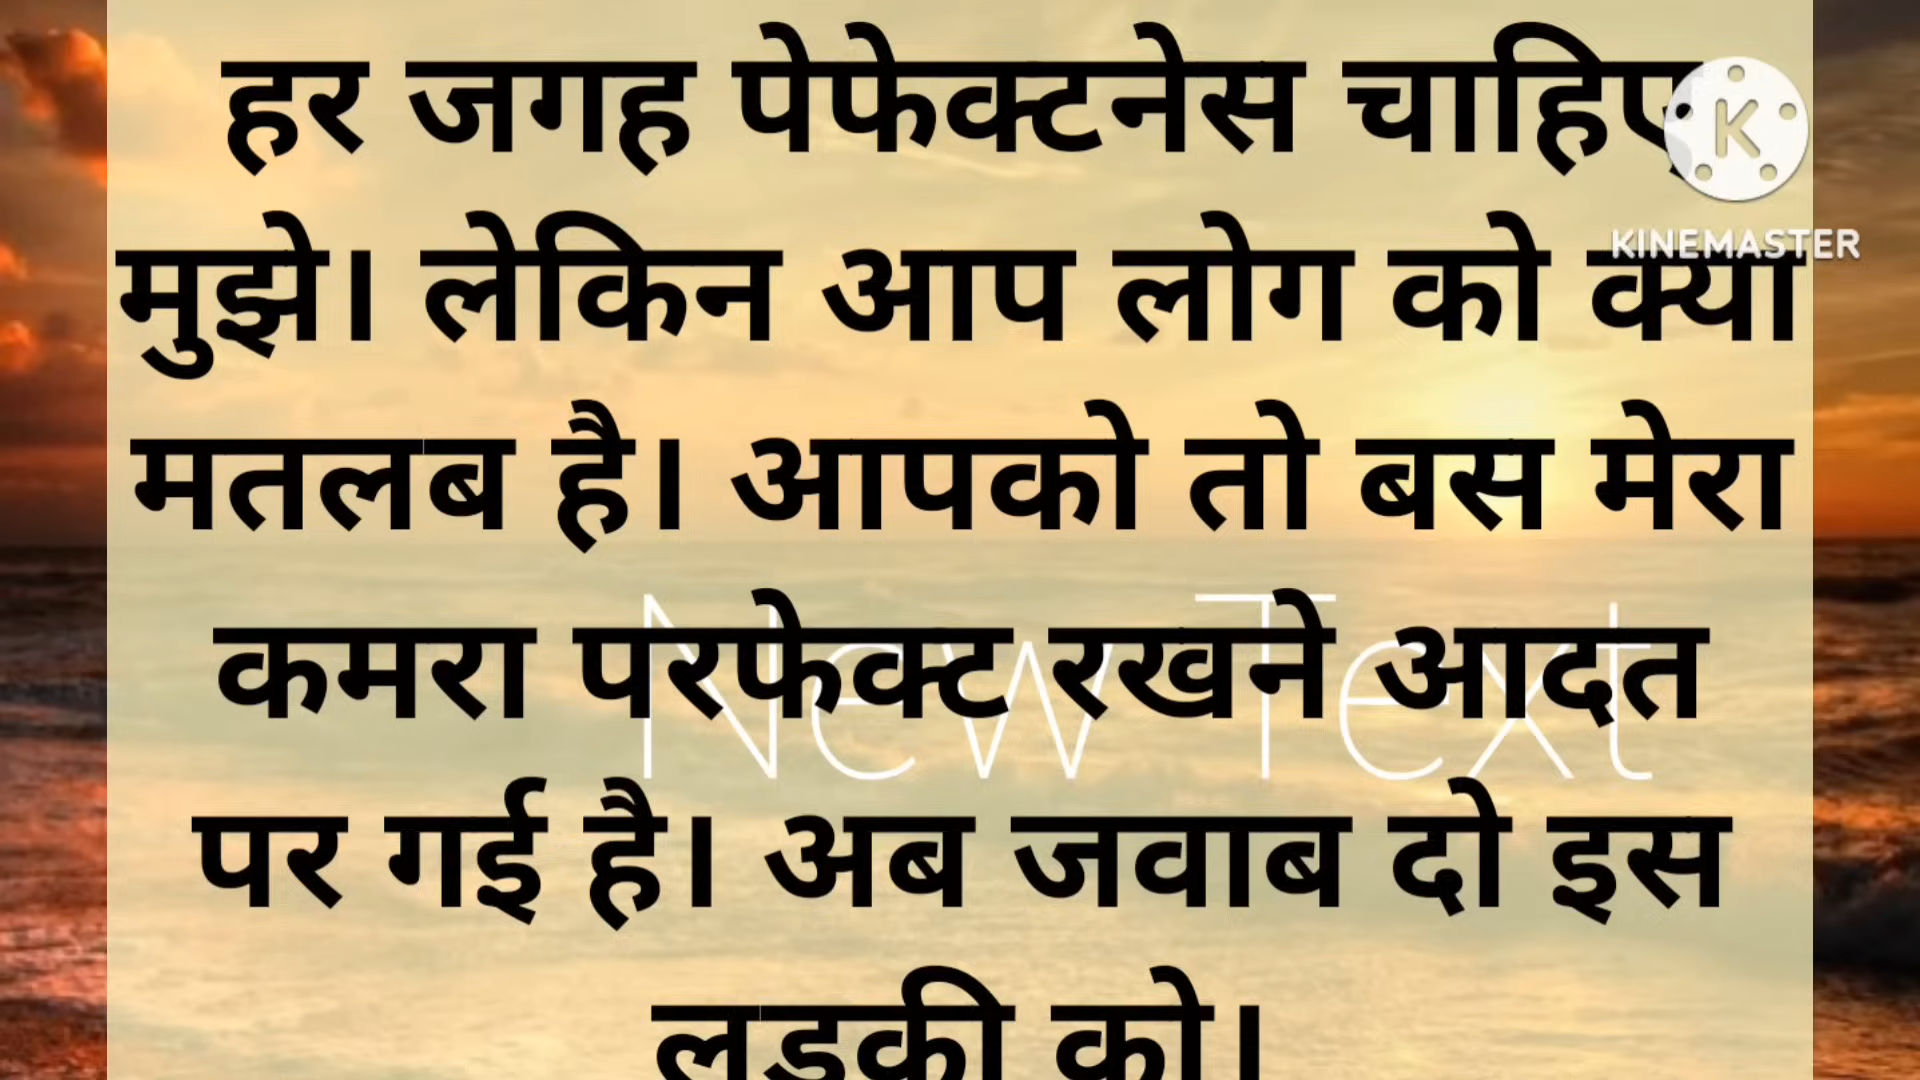 हर जगह पेफेक्टनेस चाहिए
मुझे। लेकिन आप लोग को क्या
मतलब है। आपको तो बस मेरा
कमरा परफेक्ट रखने आदत
पर गई है। अब जवाब दो इस
लड़की को।
KINEMASTER
New Text